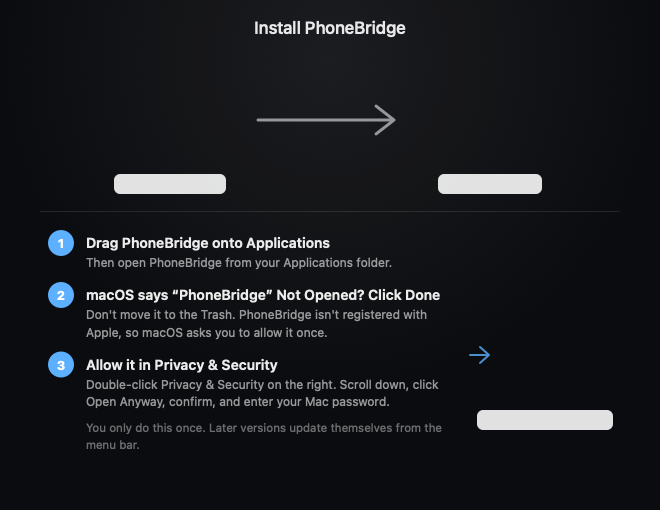 Install PhoneBridge
1
Drag PhoneBridge onto Applications
Then open PhoneBridge from your Applications folder.
2
macOS says “PhoneBridge” Not Opened? Click Done
Don't move it to the Trash. PhoneBridge isn't registered with
Apple, so macOS asks you to allow it once.
3
Allow it in Privacy & Security
Double-click Privacy & Security on the right. Scroll down, click
Open Anyway, confirm, and enter your Mac password.
You only do this once. Later versions update themselves from the
menu bar.